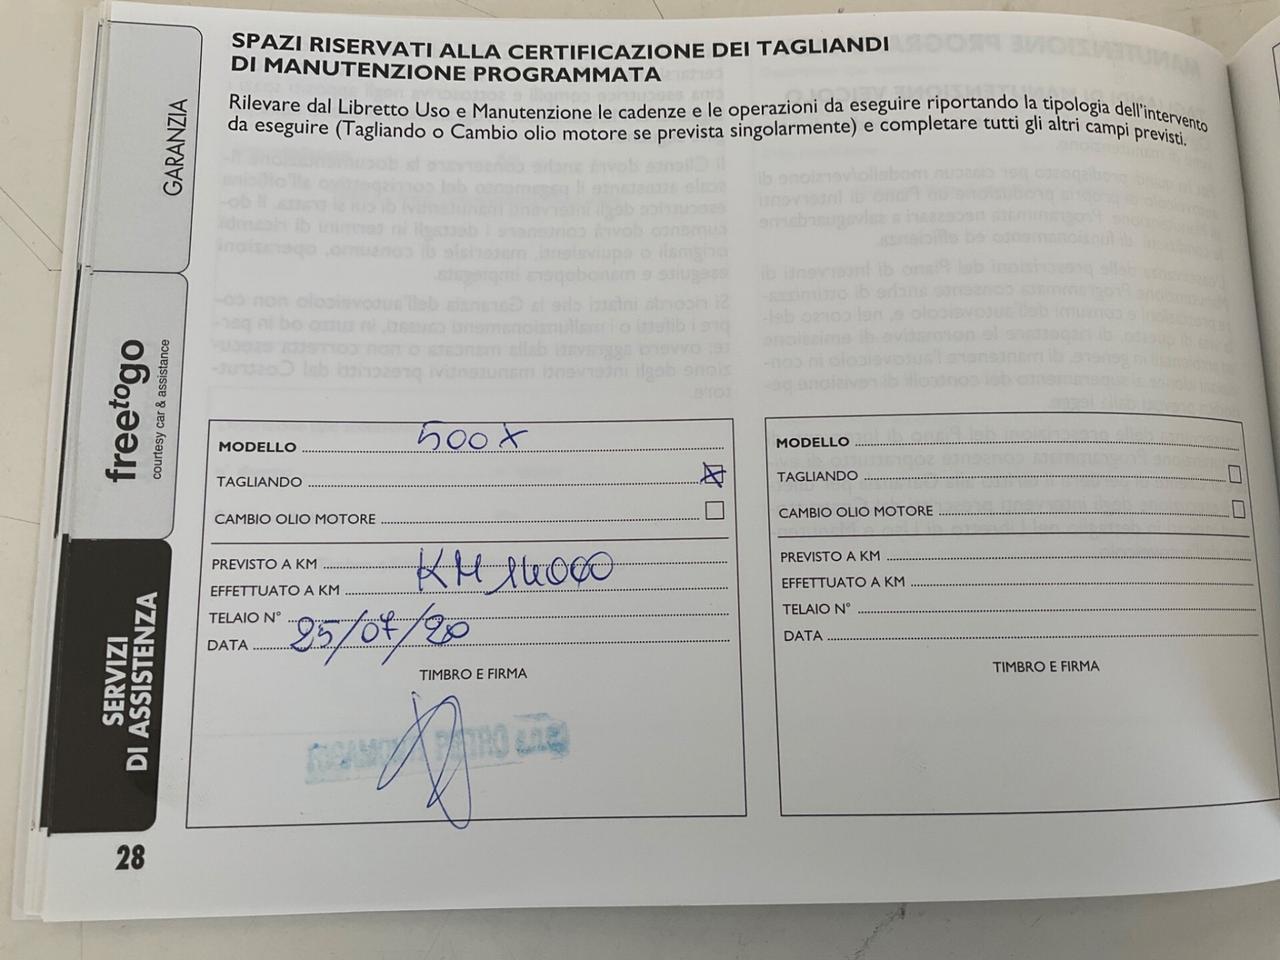 SPAZI RISERVATI ALLA CERTIFICAZIONE DEI TAGLIANDI
DI MANUTENZIONE PROGRAMMATA
Rilevare dal Libretto Uso e Manutenzione le cadenze e le operazioni da eseguire riportando la tipologia dell'intervento
da eseguire (Tagliando o Cambio olio motore se prevista singolarmente) e completare tutti gli altri campi previsti.
GARANZIA
freetogo
courtesy car & assistance
SERVIZI
DI ASSISTENZA
MODELLO 500X
TAGLIANDO
CAMBIO OLIO MOTORE
PREVISTO A KM
EFFETTUATO A KM KM 14000
TELAIO N°
DATA 25/07/20
TIMBRO E FIRMA
MODELLO
TAGLIANDO
CAMBIO OLIO MOTORE
PREVISTO A KM
EFFETTUATO A KM
TELAIO N°
DATA
TIMBRO E FIRMA
28